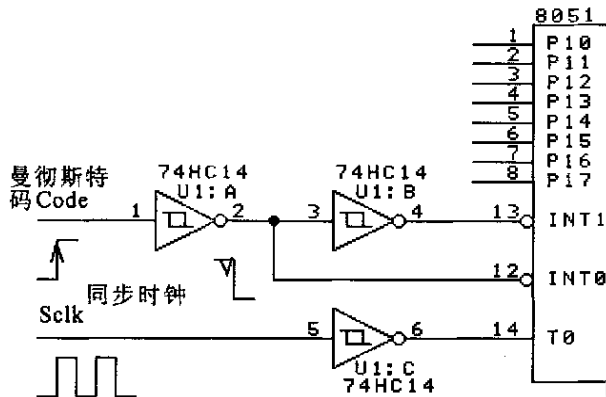 8051
1 P10
2 P11
3 P12
4 P13
5 P14
6 P15
7 P16
8 P17
74HC14
U1:A
74HC14
U1:B
曼彻斯特
码Code
1
2
3
4
13 INT1
12 INT0
同步时钟
Sclk
5
6
14 T0
U1:C
74HC14